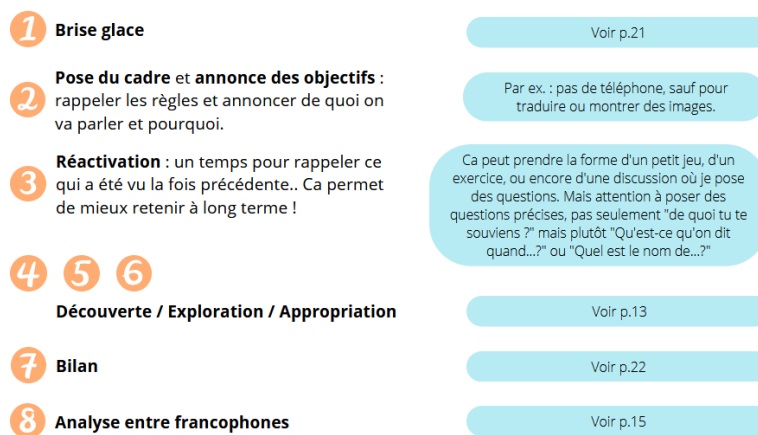 1 Brise glace
Voir p.21
2 Pose du cadre et annonce des objectifs :
rappeler les règles et annoncer de quoi on
va parler et pourquoi.
Par ex. : pas de téléphone, sauf pour
traduire ou montrer des images.
3 Réactivation : un temps pour rappeler ce
qui a été vu la fois précédente.. Ca permet
de mieux retenir à long terme !
Ca peut prendre la forme d'un petit jeu, d'un
exercice, ou encore d'une discussion où je pose
des questions. Mais attention à poser des
questions précises, pas seulement "de quoi tu te
souviens ?" mais plutôt "Qu'est-ce qu'on dit
quand...?" ou "Quel est le nom de...?"
4 5 6
Découverte / Exploration / Appropriation
Voir p.13
7 Bilan
Voir p.22
8 Analyse entre francophones
Voir p.15